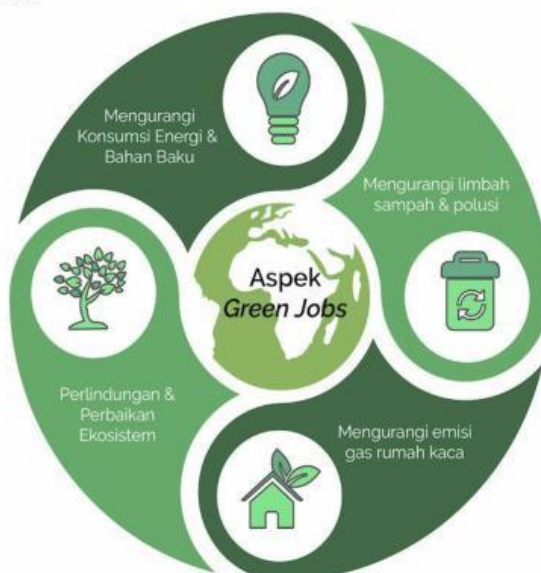 Mengurangi
Konsumsi Energi &
Bahan Baku
Mengurangi limbah
sampah & polusi
Aspek
Green Jobs
Perlindungan &
Perbaikan
Ekosistem
Mengurangi emisi
gas rumah kaca